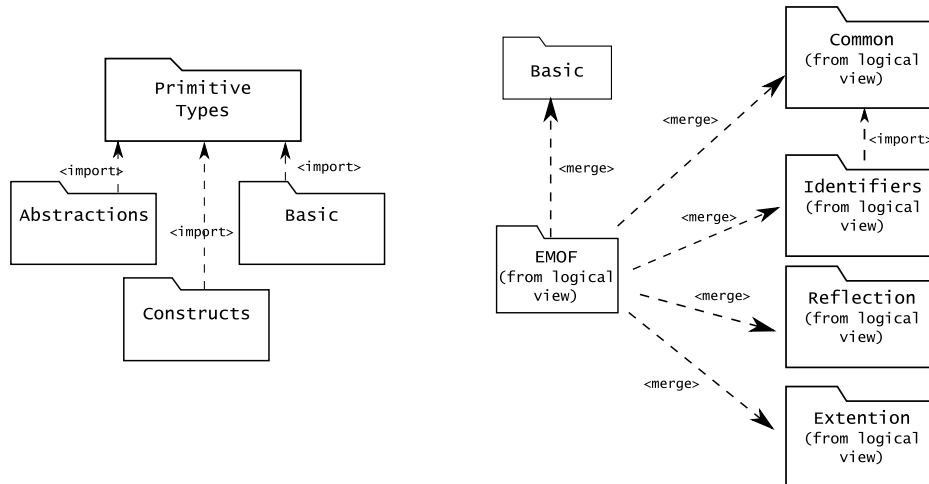 Primitive
Types
<import>
<import>
Abstractions
Basic
<import>
Constructs
Basic
<merge>
EMOF
(from logical
view)
<merge>
<merge>
<merge>
<merge>
Common
(from logical
view)
<import>
Identifiers
(from logical
view)
Reflection
(from logical
view)
Extention
(from logical
view)